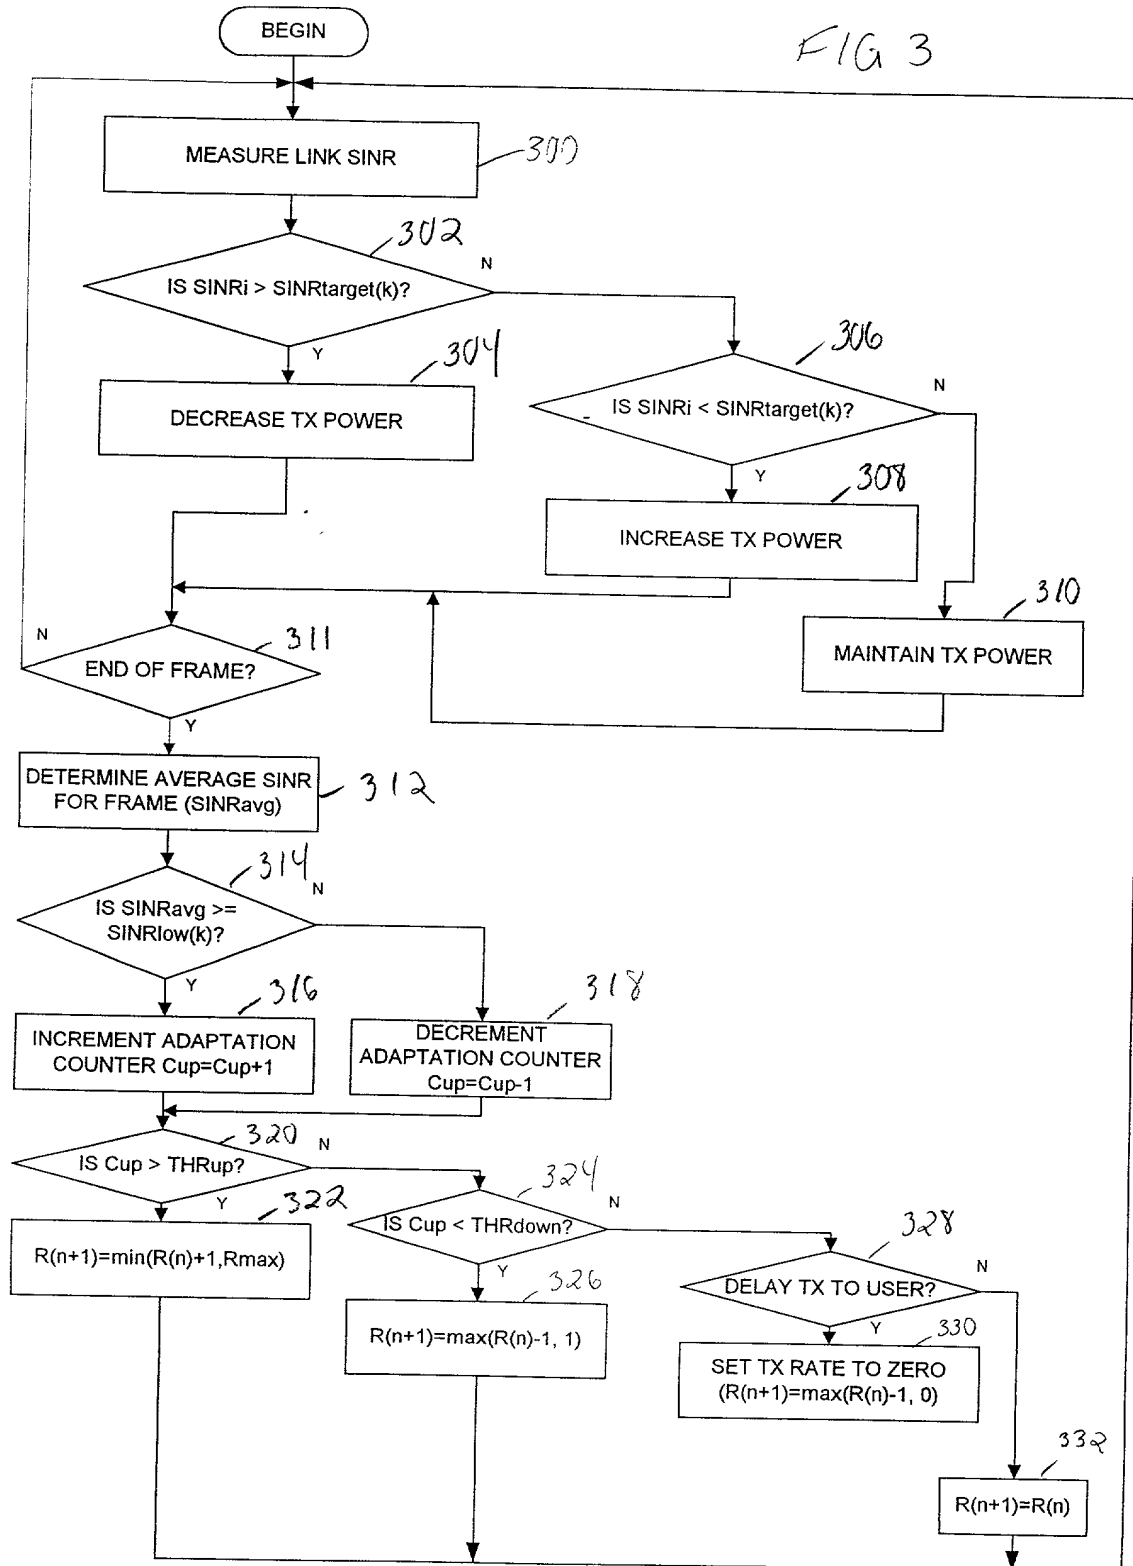 BEGIN
FIG 3
MEASURE LINK SINR
300
302
N
IS SINRi > SINRtarget(k)?
Y
304
306
N
DECREASE TX POWER
IS SINRi < SINRtarget(k)?
Y
308
INCREASE TX POWER
310
N
311
END OF FRAME?
MAINTAIN TX POWER
Y
DETERMINE AVERAGE SINR
FOR FRAME (SINRavg)
312
314
N
IS SINRavg >=
SINRlow(k)?
Y
316
318
INCREMENT ADAPTATION
COUNTER Cup=Cup+1
DECREMENT
ADAPTATION COUNTER
Cup=Cup-1
320
N
IS Cup > THRup?
Y
322
324
N
IS Cup < THRdown?
Y
328
N
R(n+1)=min(R(n)+1,Rmax)
326
DELAY TX TO USER?
Y
330
R(n+1)=max(R(n)-1, 1)
SET TX RATE TO ZERO
(R(n+1)=max(R(n)-1, 0)
332
R(n+1)=R(n)